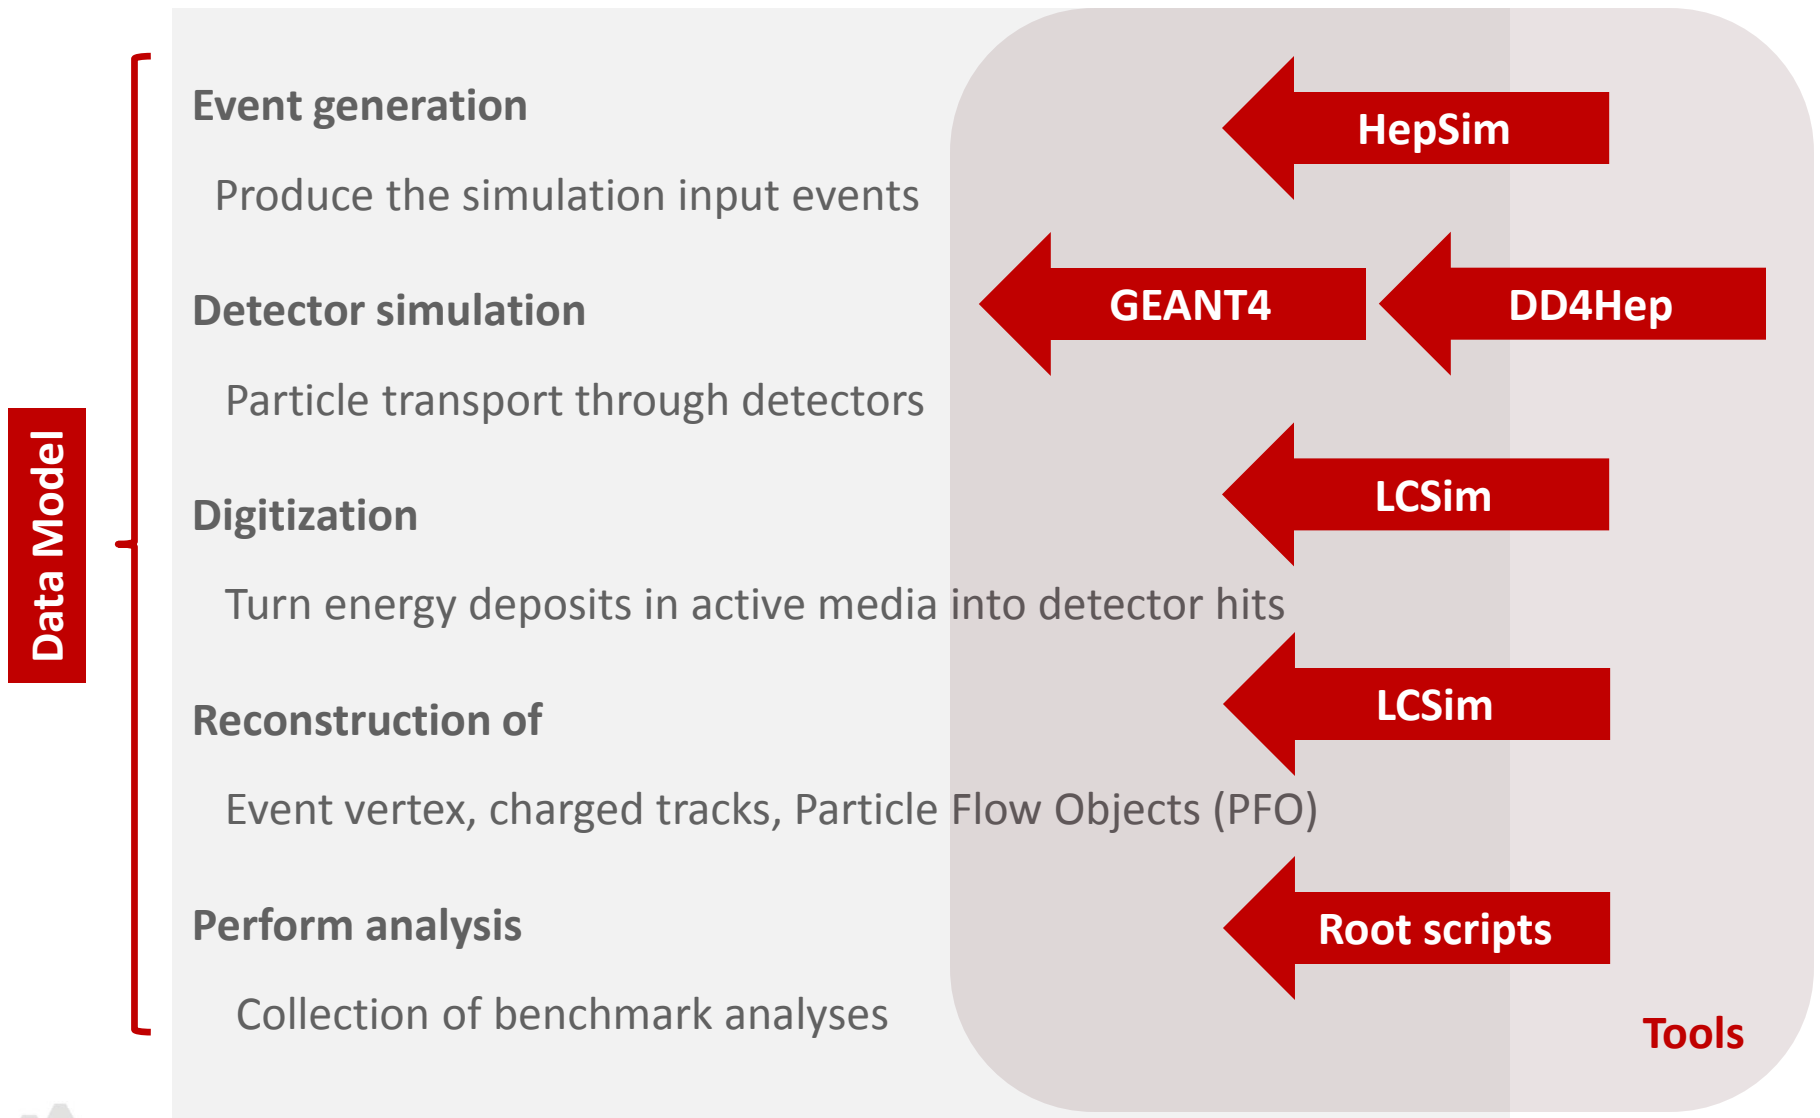 Data Model
Event generation
HepSim
Produce the simulation input events
Detector simulation
GEANT4
DD4Hep
Particle transport through detectors
Digitization
LCSim
Turn energy deposits in active media into detector hits
Reconstruction of
LCSim
Event vertex, charged tracks, Particle Flow Objects (PFO)
Perform analysis
Root scripts
Collection of benchmark analyses
Tools